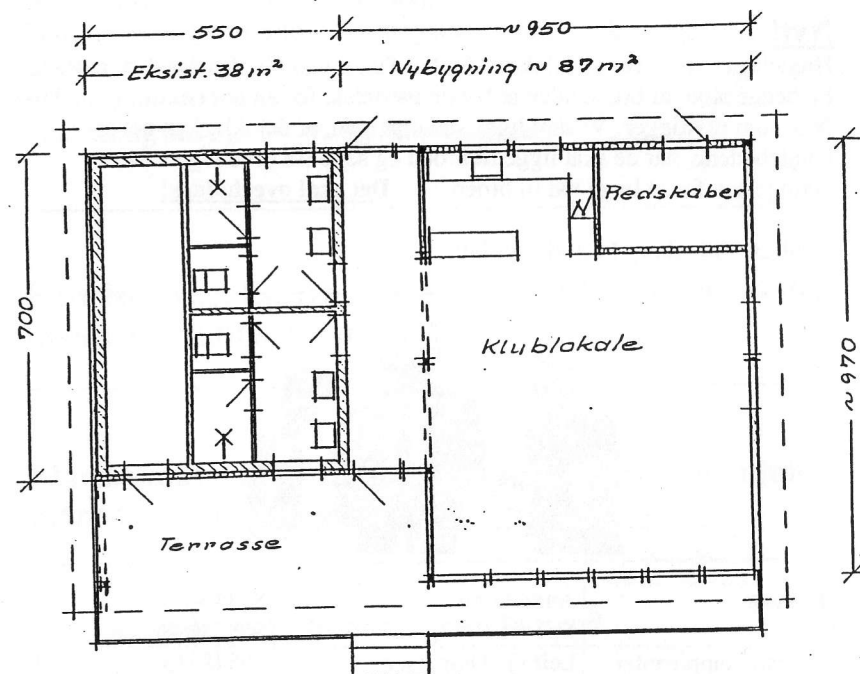 550
~950
Eksist. 38 m²
Nybygning ~ 87 m²
Redskaber
700
Klublokale
~970
Terrasse